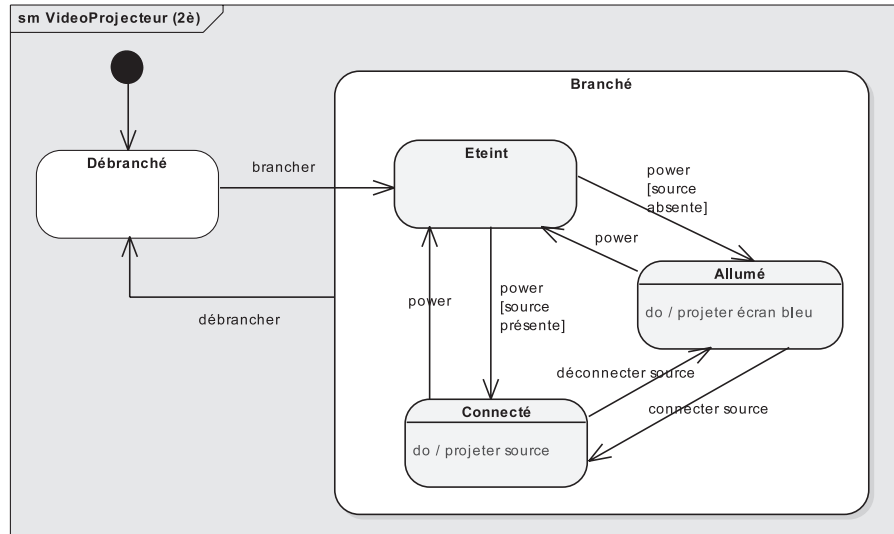 sm VideoProjecteur (2è)
Branché
Débranché
brancher
Eteint
power
[source
absente]
power
Allumé
do / projeter écran bleu
power
power
[source
présente]
débrancher
déconnecter source
connecter source
Connecté
do / projeter source